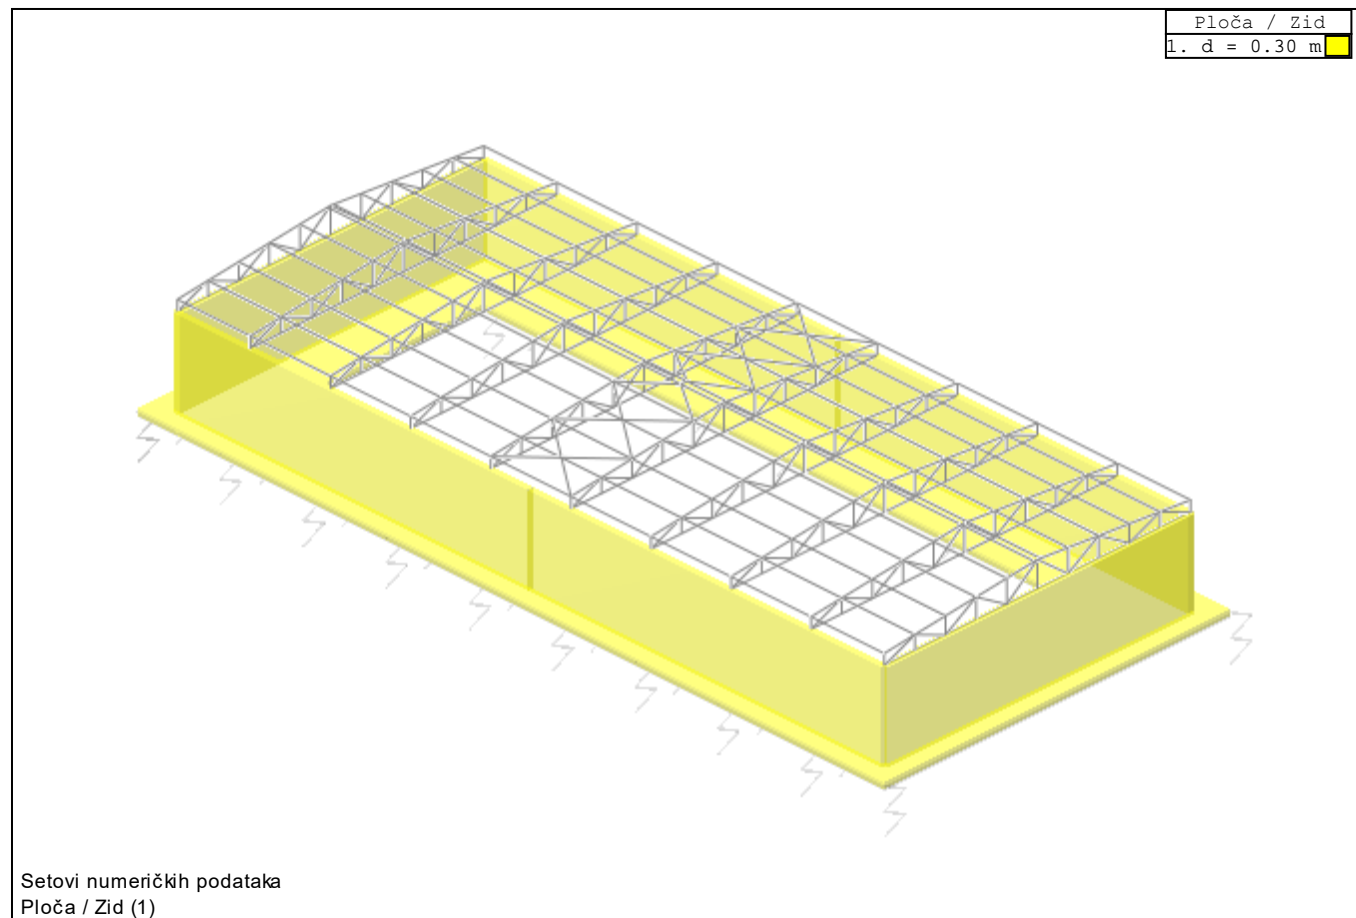 Ploča / Zid
1. d = 0.30 m
Setovi numeričkih podataka
Ploča / Zid (1)